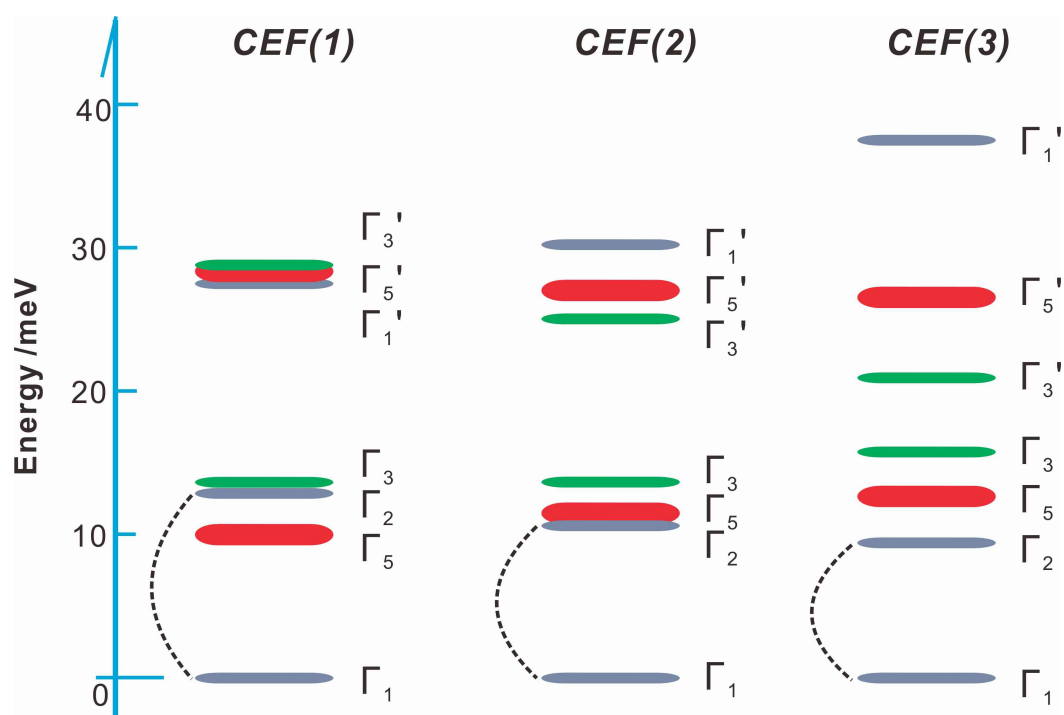 CEF(1) CEF(2) CEF(3)
Energy /meV
40
30
20
10
0
Γ3'
Γ5'
Γ1'
Γ3
Γ2
Γ5
Γ1
Γ1'
Γ5'
Γ3'
Γ3
Γ5
Γ2
Γ1
Γ1'
Γ5'
Γ3'
Γ3
Γ5
Γ2
Γ1